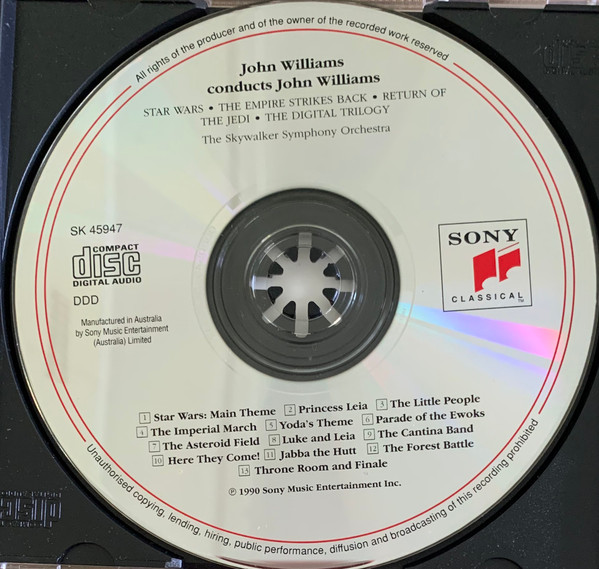 All rights of the producer and of the owner of the recorded work reserved
John Williams
conducts John Williams
STAR WARS • THE EMPIRE STRIKES BACK • RETURN OF
THE JEDI • THE DIGITAL TRILOGY
The Skywalker Symphony Orchestra
SK 45947
COMPACT
disc
DIGITAL AUDIO
DDD
Manufactured in Australia
by Sony Music Entertainment
(Australia) Limited
SONY
CLASSICAL™
1 Star Wars: Main Theme 2 Princess Leia 3 The Little People
4 The Imperial March 5 Yoda's Theme 6 Parade of the Ewoks
7 The Asteroid Field 8 Luke and Leia 9 The Cantina Band
10 Here They Come! 11 Jabba the Hutt 12 The Forest Battle
13 Throne Room and Finale
℗ 1990 Sony Music Entertainment Inc.
Unauthorised copying, lending, hiring, public performance, diffusion and broadcasting of this recording prohibited
disc